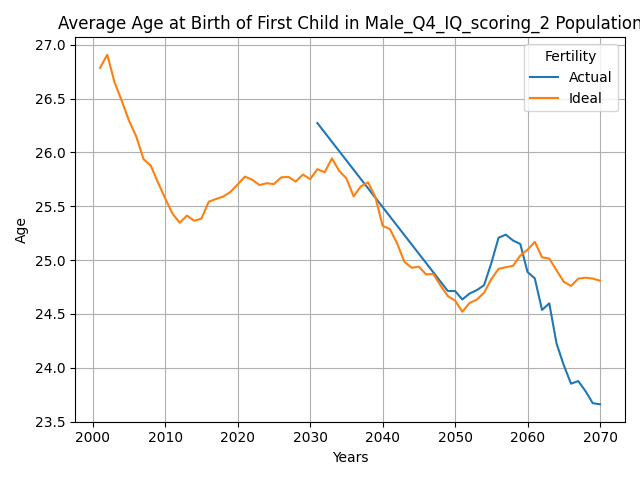 Average Age at Birth of First Child in Male_Q4_IQ_scoring_2 Population
27.0
26.5
26.0
25.5
25.0
24.5
24.0
23.5
Age
Fertility
Actual
Ideal
2000 2010 2020 2030 2040 2050 2060 2070
Years